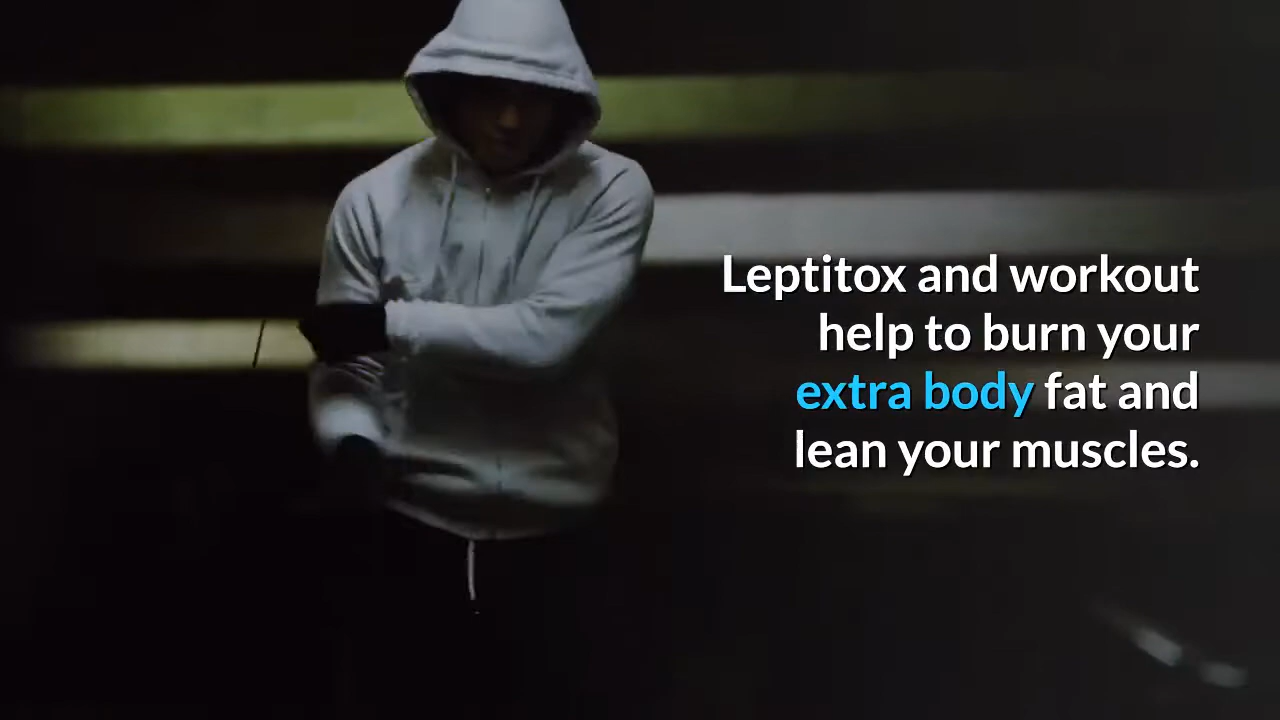 Leptitox and workout
help to burn your
extra body fat and
lean your muscles.